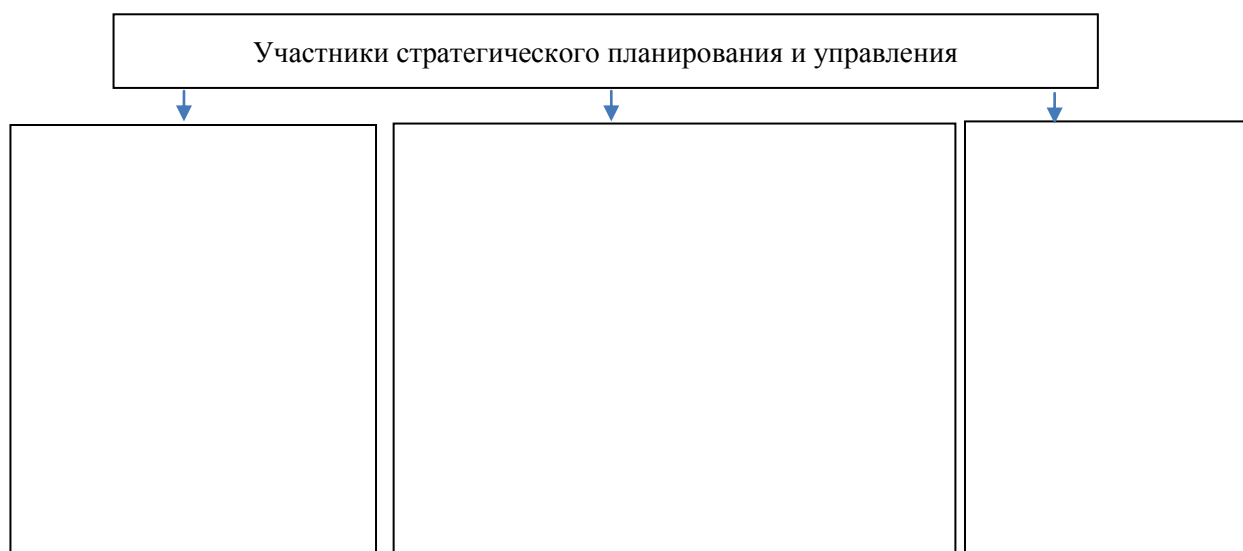 Участники стратегического планирования и управления